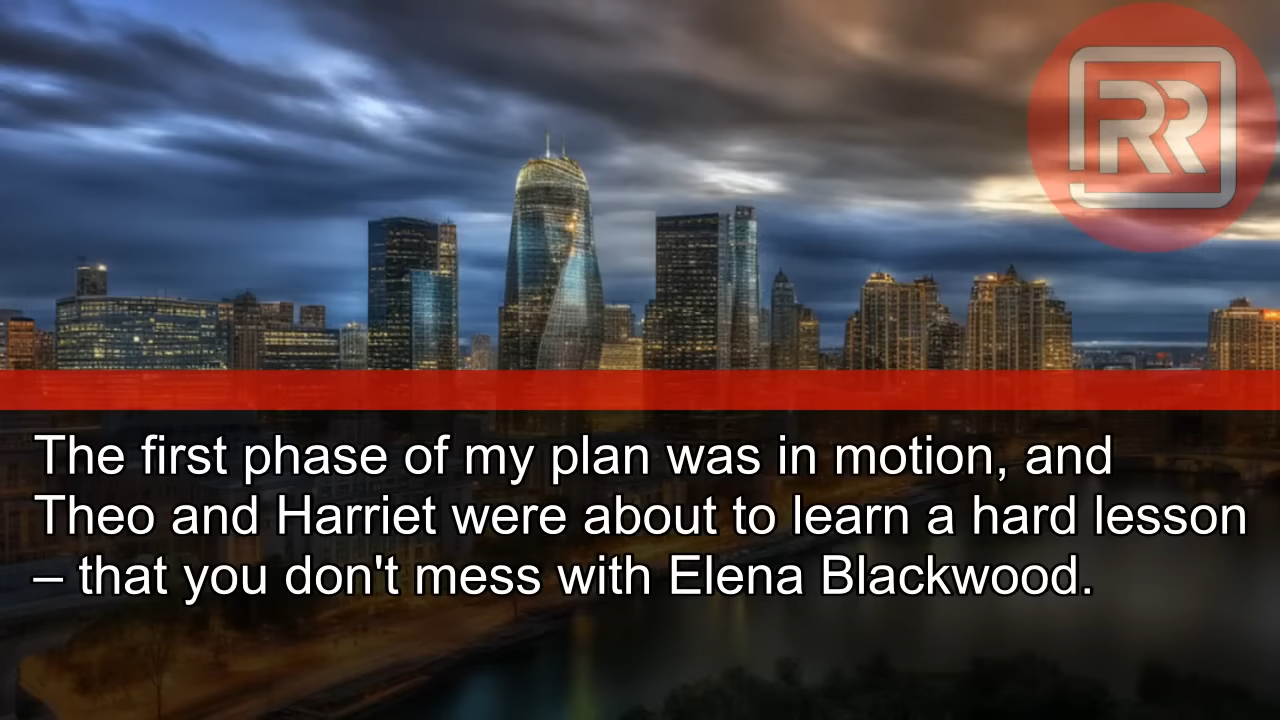 RR
The first phase of my plan was in motion, and
Theo and Harriet were about to learn a hard lesson
– that you don't mess with Elena Blackwood.